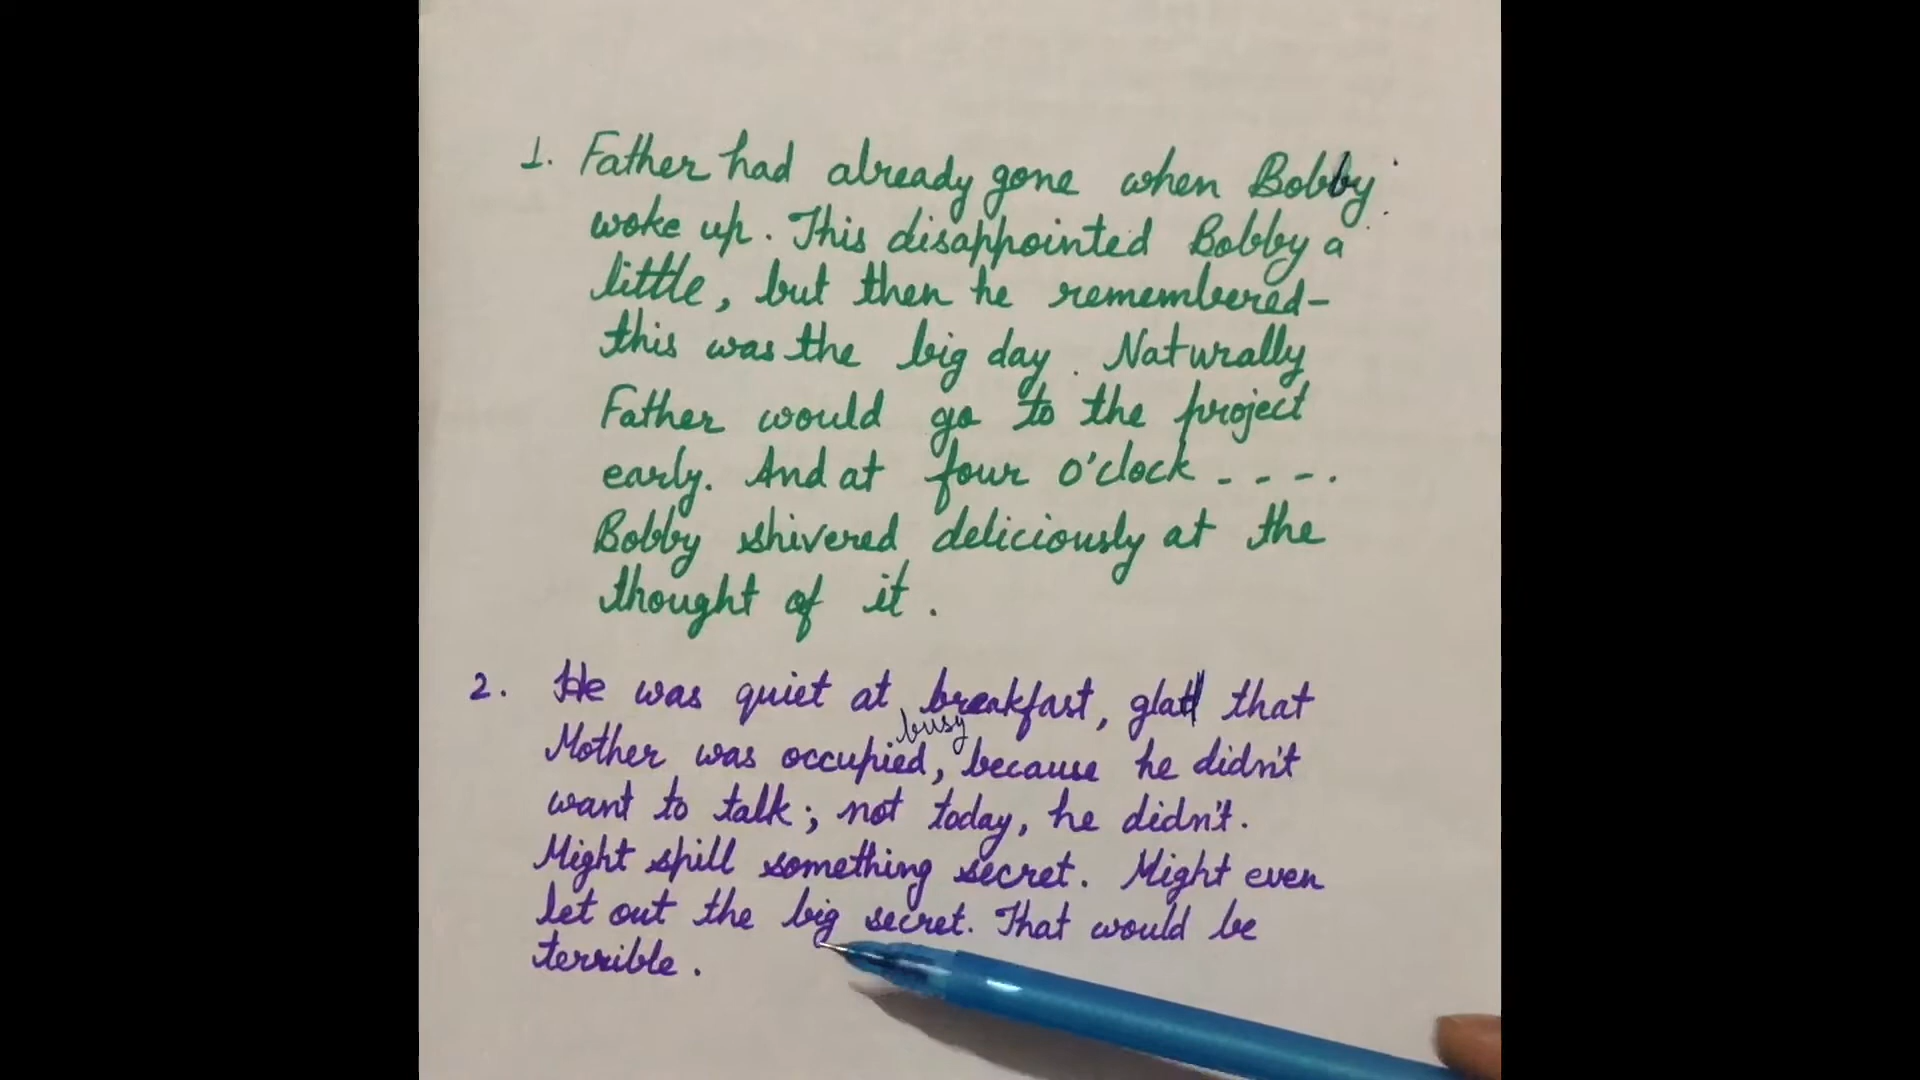 1. Father had already gone when Bobby
woke up. This disappointed Bobby a
little, but then he remembered-
this was the big day. Naturally
Father would go to the project
early. And at four o'clock ----.
Bobby shivered deliciously at the
thought of it.
2. He was quiet at breakfast, glad that
busy
Mother was occupied, because he didn't
want to talk; not today, he didn't.
Might spill something secret. Might even
let out the big secret. That would be
terrible.